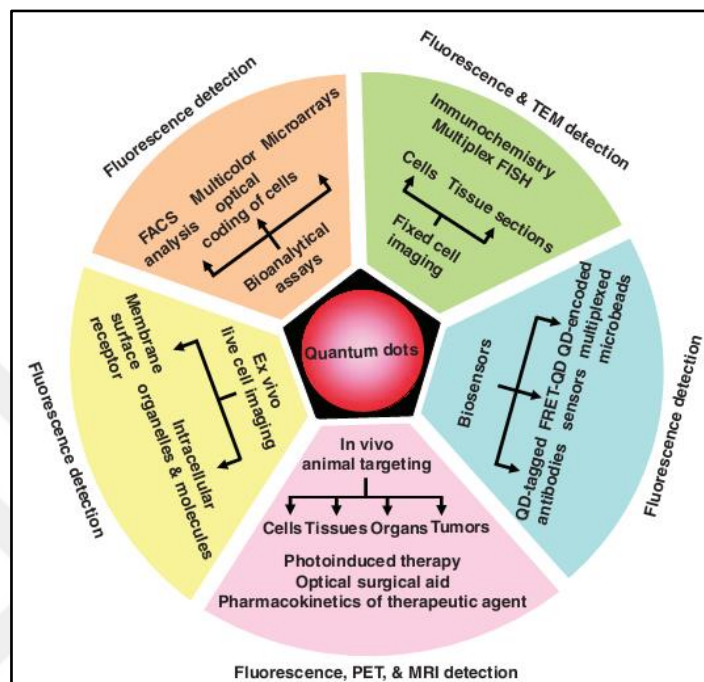 Fluorescence detection
FACS
analysis
Multicolor
optical
coding of cells
Microarrays
Bioanalytical
assays
Fluorescence & TEM detection
Immunochemistry
Multiplex FISH
Cells
Tissue sections
Fixed cell
imaging
Fluorescence detection
Biosensors
QD-encoded
multiplexed
microbeads
FRET-QD
sensors
QD-tagged
antibodies
Quantum dots
Fluorescence detection
Membrane
surface
receptor
Ex vivo
live cell imaging
Intracellular
organelles & molecules
In vivo
animal targeting
Cells Tissues Organs Tumors
Photoinduced therapy
Optical surgical aid
Pharmacokinetics of therapeutic agent
Fluorescence, PET, & MRI detection